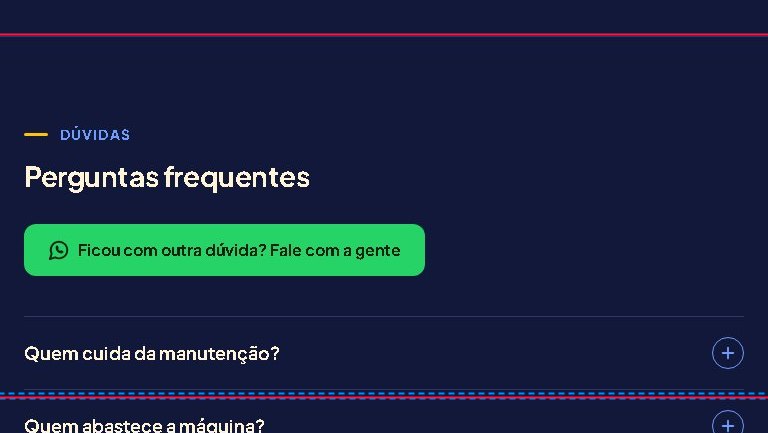 DÚVIDAS
Perguntas frequentes
Ficou com outra dúvida? Fale com a gente
Quem cuida da manutenção?
Quem abastece a máquina?